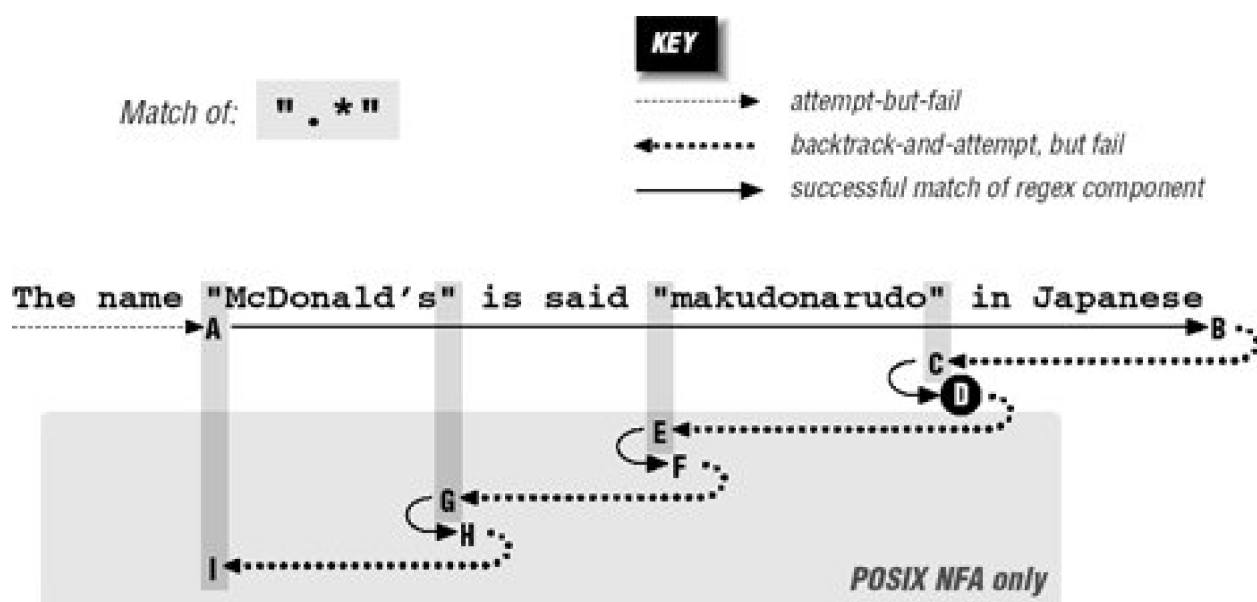 KEY
Match of: ".*"
attempt-but-fail
backtrack-and-attempt, but fail
successful match of regex component
The name "McDonald's" is said "makudonarudo" in Japanese
A B
C
D
E
F
G
H
I
POSIX NFA only